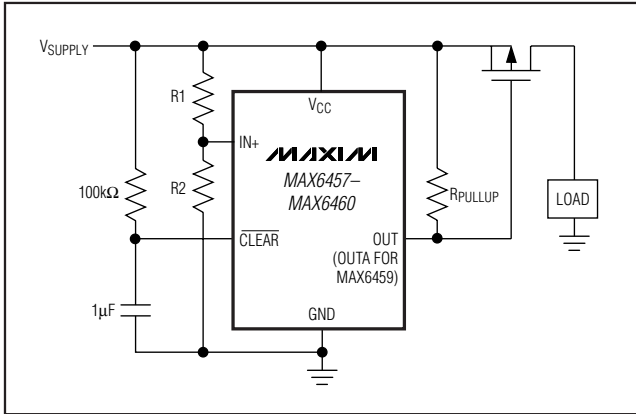 VSUPPLY
R1
VCC
IN+
MAXIM
MAX6457–
MAX6460
R2
100kΩ
RPULLUP
LOAD
CLEAR
OUT
(OUTA FOR
MAX6459)
1μF
GND